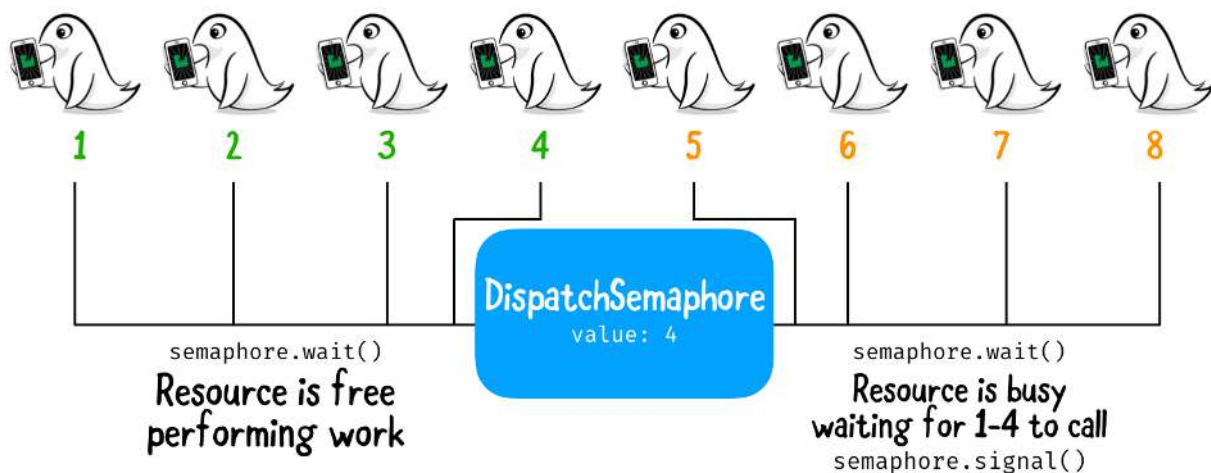 1 2 3 4 5 6 7 8
DispatchSemaphore
value: 4
semaphore.wait()
Resource is free
performing work
semaphore.wait()
Resource is busy
waiting for 1-4 to call
semaphore.signal()